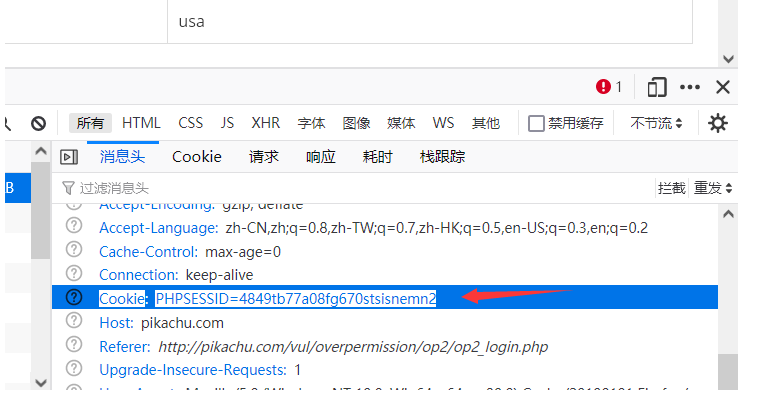 usa
1
所有 HTML CSS JS XHR 字体 图像 媒体 WS 其他 禁用缓存 不节流
消息头 Cookie 请求 响应 耗时 栈跟踪
B
过滤消息头 拦截 重发
Accept-Encoding: gzip, deflate
Accept-Language: zh-CN,zh;q=0.8,zh-TW;q=0.7,zh-HK;q=0.5,en-US;q=0.3,en;q=0.2
Cache-Control: max-age=0
Connection: keep-alive
Cookie: PHPSESSID=4849tb77a08fg670stsisnemn2
Host: pikachu.com
Referer: http://pikachu.com/vul/overpermission/op2/op2_login.php
Upgrade-Insecure-Requests: 1